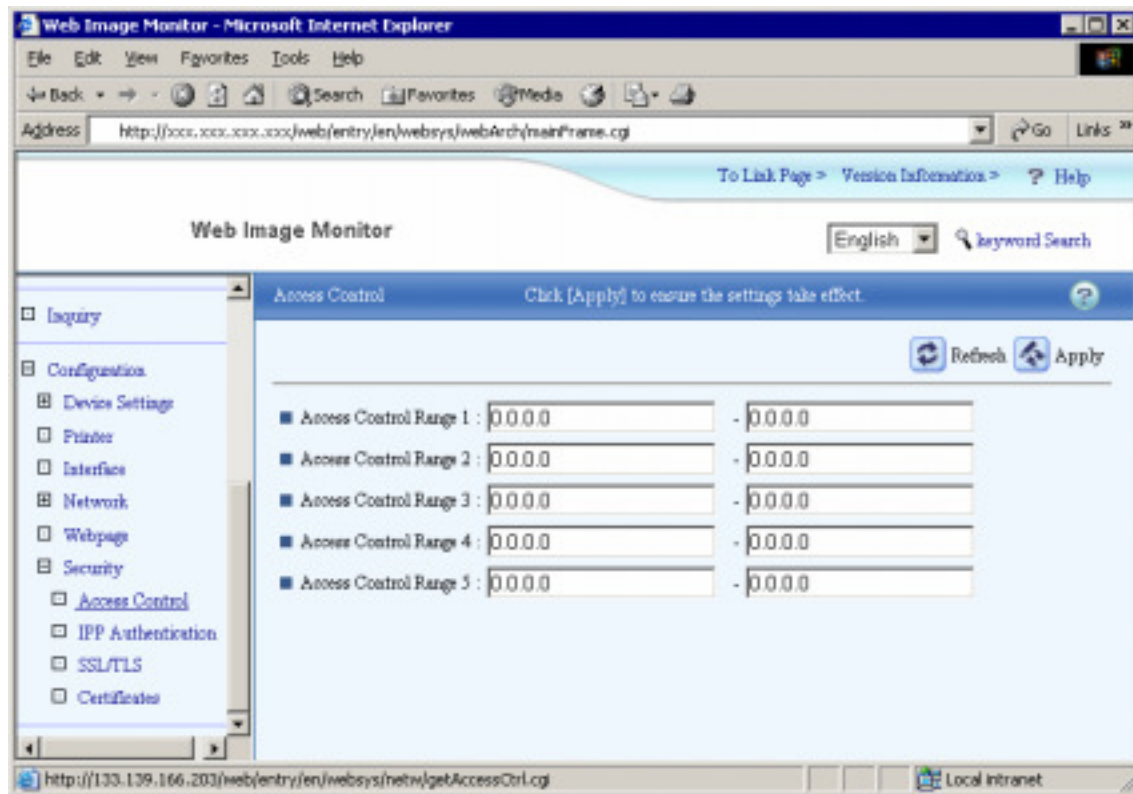 Web Image Monitor - Microsoft Internet Explorer
File Edit View Favorites Tools Help
Back Search Favorites Media
Address http://xxx.xxx.xxx.xxx/web/entry/en/websys/webArch/mainFrame.cgi Go Links »
To Link Page > Version Information > ? Help
Web Image Monitor
English keyword Search
Access Control Click [Apply] to ensure the settings take effect. ?
Refresh Apply
Inquiry
Configuration
Device Settings
Printer
Interface
Network
Webpage
Security
Access Control
IPP Authentication
SSL/TLS
Certificates
Access Control Range 1 : 0.0.0.0 - 0.0.0.0
Access Control Range 2 : 0.0.0.0 - 0.0.0.0
Access Control Range 3 : 0.0.0.0 - 0.0.0.0
Access Control Range 4 : 0.0.0.0 - 0.0.0.0
Access Control Range 5 : 0.0.0.0 - 0.0.0.0
http://133.139.166.203/web/entry/en/websys/netw/getAccessCtrl.cgi Local intranet